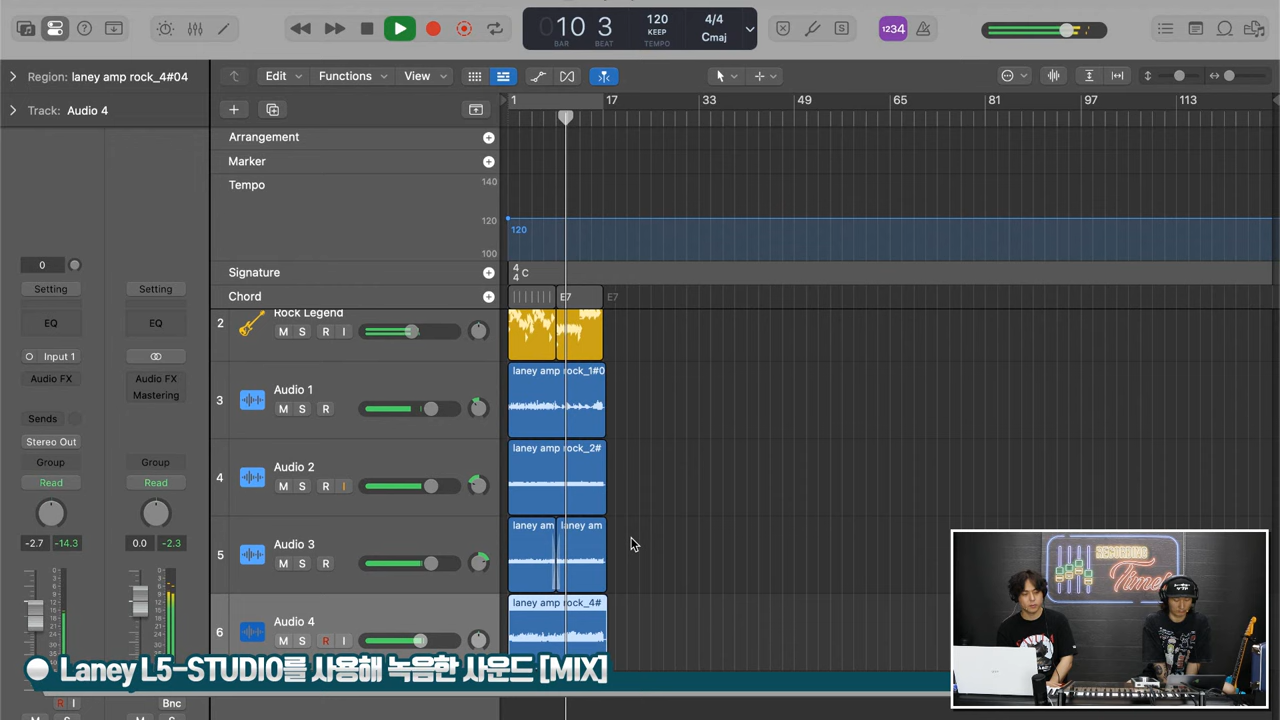 10 3
BAR BEAT
120
KEEP
TEMPO
4/4
Cmaj
1234
Region: laney amp rock_4#04
Edit Functions View
Track: Audio 4
1 17 33 49 65 81 97 113
Arrangement
Marker
Tempo
140
120
100
120
Signature
4
4 C
Chord
E7 E7
0
Setting Setting
EQ EQ
Input 1
Audio FX Audio FX
Mastering
Sends
Stereo Out
Group Group
Read Read
-2.7 -14.3 0.0 -2.3
2 Rock Legend
M S R I
3 Audio 1
M S R
laney amp rock_1#0
4 Audio 2
M S R I
laney amp rock_2#
5 Audio 3
M S R
laney am laney am
6 Audio 4
M S R I
laney amp rock_4#
Laney L5-STUDIO를 사용해 녹음한 사운드 [MIX]
R I Bnc
M S M
RECORDING
Time!